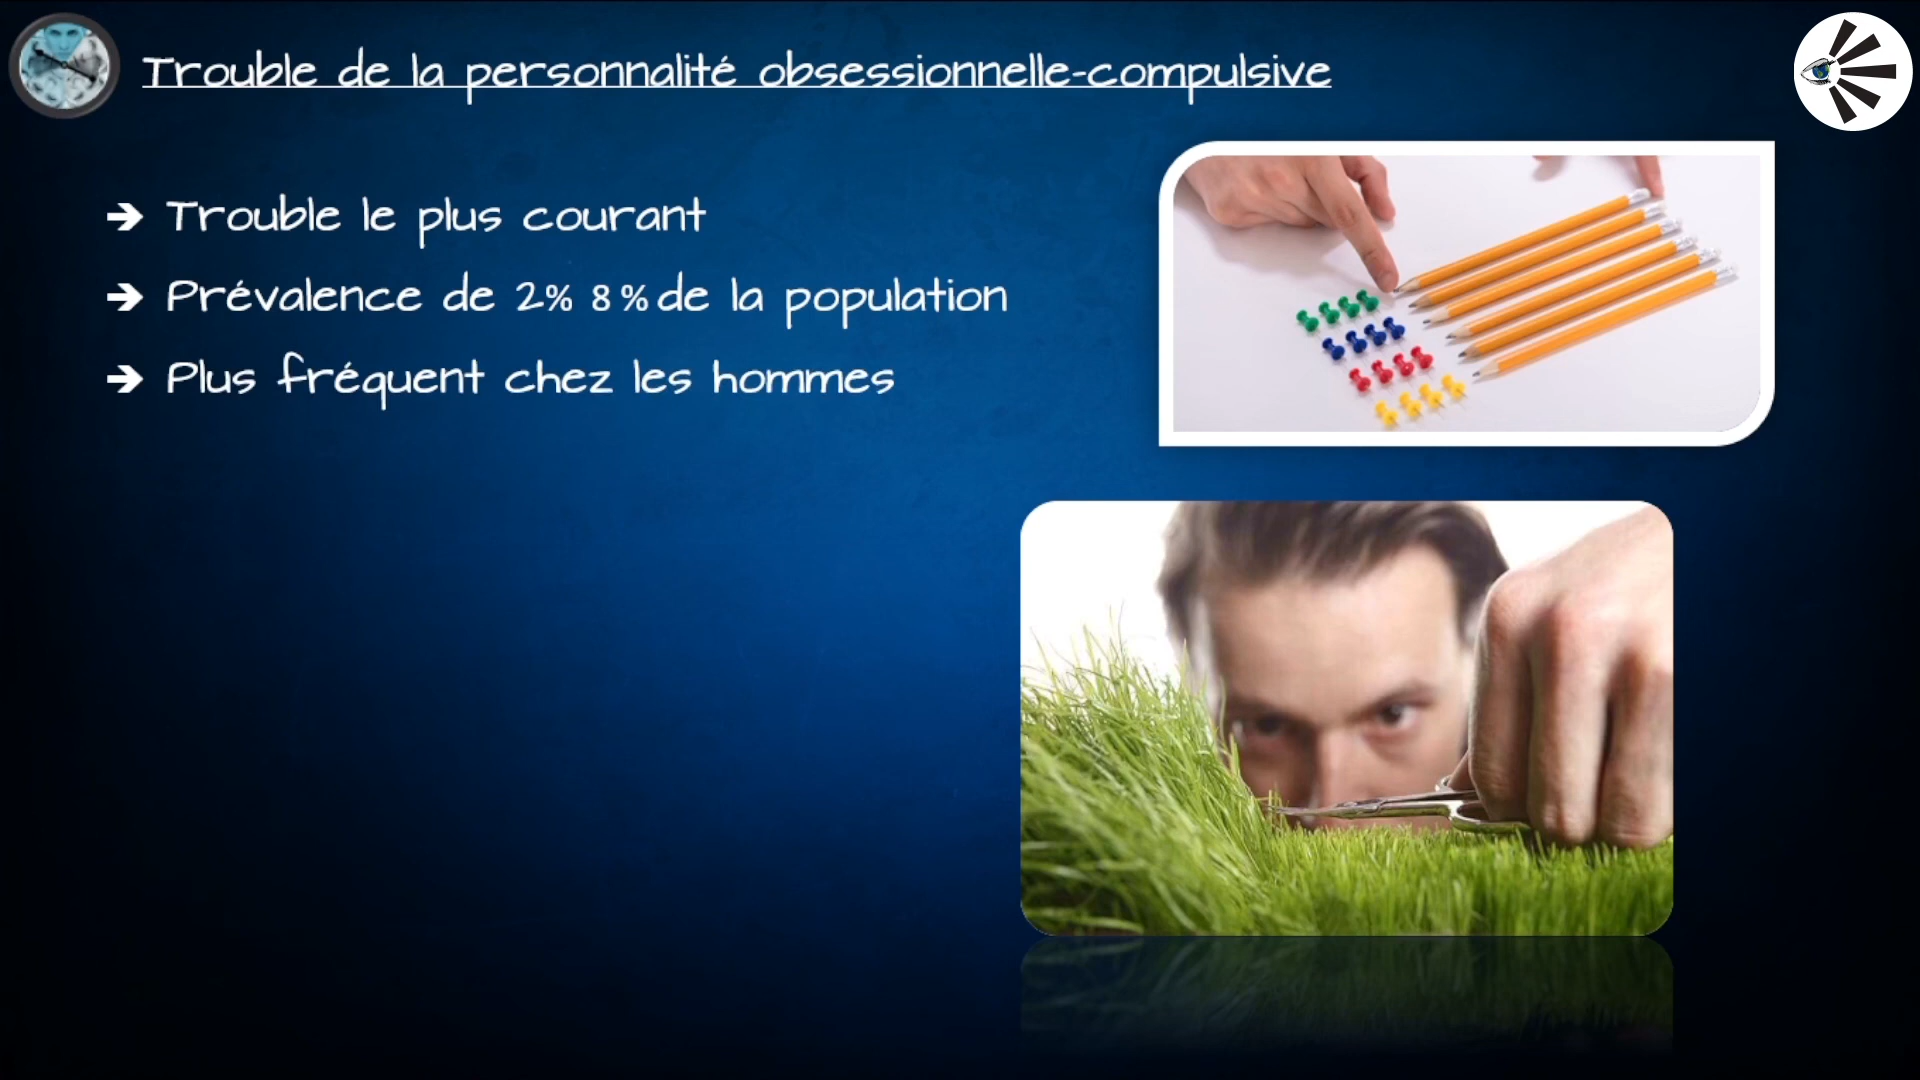 Trouble de la personnalité obsessionnelle-compulsive
➔ Trouble le plus courant
➔ Prévalence de 2% 8% de la population
➔ Plus fréquent chez les hommes